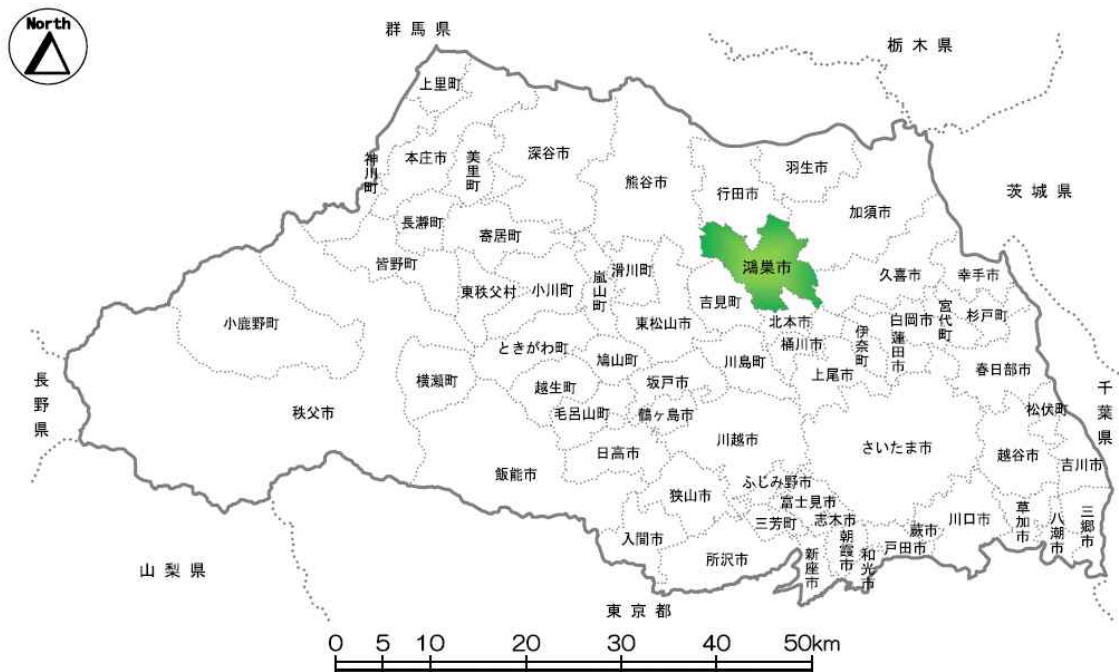 North
群馬県
栃木県
上里町
本庄市
美里町
神川町
深谷市
熊谷市
行田市
羽生市
加須市
茨城県
長瀞町
寄居町
皆野町
東秩父村
小川町
嵐山町
滑川町
鴻巣市
吉見町
久喜市
幸手市
小鹿野町
東松山市
北本市
桶川市
伊奈町
白岡市
蓮田市
宮代町
杉戸町
ときがわ町
鳩山町
川島町
上尾市
春日部市
横瀬町
越生町
坂戸市
長野県
秩父市
毛呂山町
鶴ヶ島市
松伏町
千葉県
日高市
川越市
さいたま市
越谷市
吉川市
飯能市
狭山市
ふじみ野市
富士見市
三芳町
志木市
朝霞市
新座市
和光市
戸田市
蕨市
川口市
草加市
八潮市
三郷市
入間市
所沢市
山梨県
東京都
0 5 10 20 30 40 50km